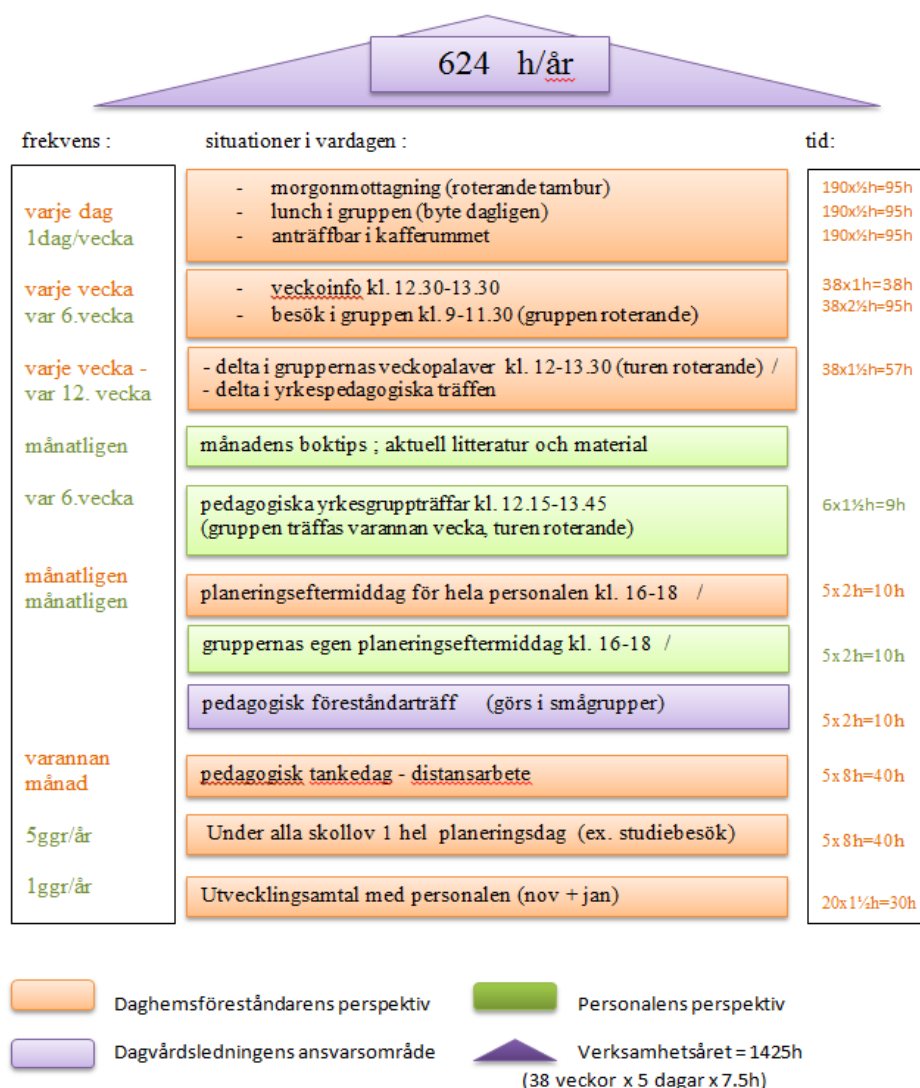 624 h/år
frekvens :
situationer i vardagen :
tid:
varje dag
1dag/vecka
- morgonmottagning (roterande tambur)
- lunch i gruppen (byte dagligen)
- anträffbar i kafferummet
190x½h=95h
190x½h=95h
190x½h=95h
varje vecka
var 6.vecka
- veckoinfo kl. 12.30-13.30
- besök i gruppen kl. 9-11.30 (gruppen roterande)
38x1h=38h
38x2½h=95h
varje vecka -
var 12. vecka
- delta i gruppernas veckopalaver kl. 12-13.30 (turen roterande) /
- delta i yrkespedagogiska träffen
38x1½h=57h
månatligen
månadens boktips ; aktuell litteratur och material
var 6.vecka
pedagogiska yrkesgruppträffar kl. 12.15-13.45
(gruppen träffas varannan vecka, turen roterande)
6x1½h=9h
månatligen
månatligen
planeringseftermiddag för hela personalen kl. 16-18 /
5x2h=10h
gruppernas egen planeringseftermiddag kl. 16-18 /
5x2h=10h
pedagogisk föreståndarträff (görs i smågrupper)
5x2h=10h
varannan
månad
pedagogisk tankedag - distansarbete
5x8h=40h
5ggr/år
Under alla skollov 1 hel planeringsdag (ex. studiebesök)
5x8h=40h
1ggr/år
Utvecklingsamtal med personalen (nov + jan)
20x1½h=30h
Daghemsföreståndarens perspektiv
Personalens perspektiv
Dagvårdsledningens ansvarsområde
Verksamhetsåret = 1425h
(38 veckor x 5 dagar x 7.5h)